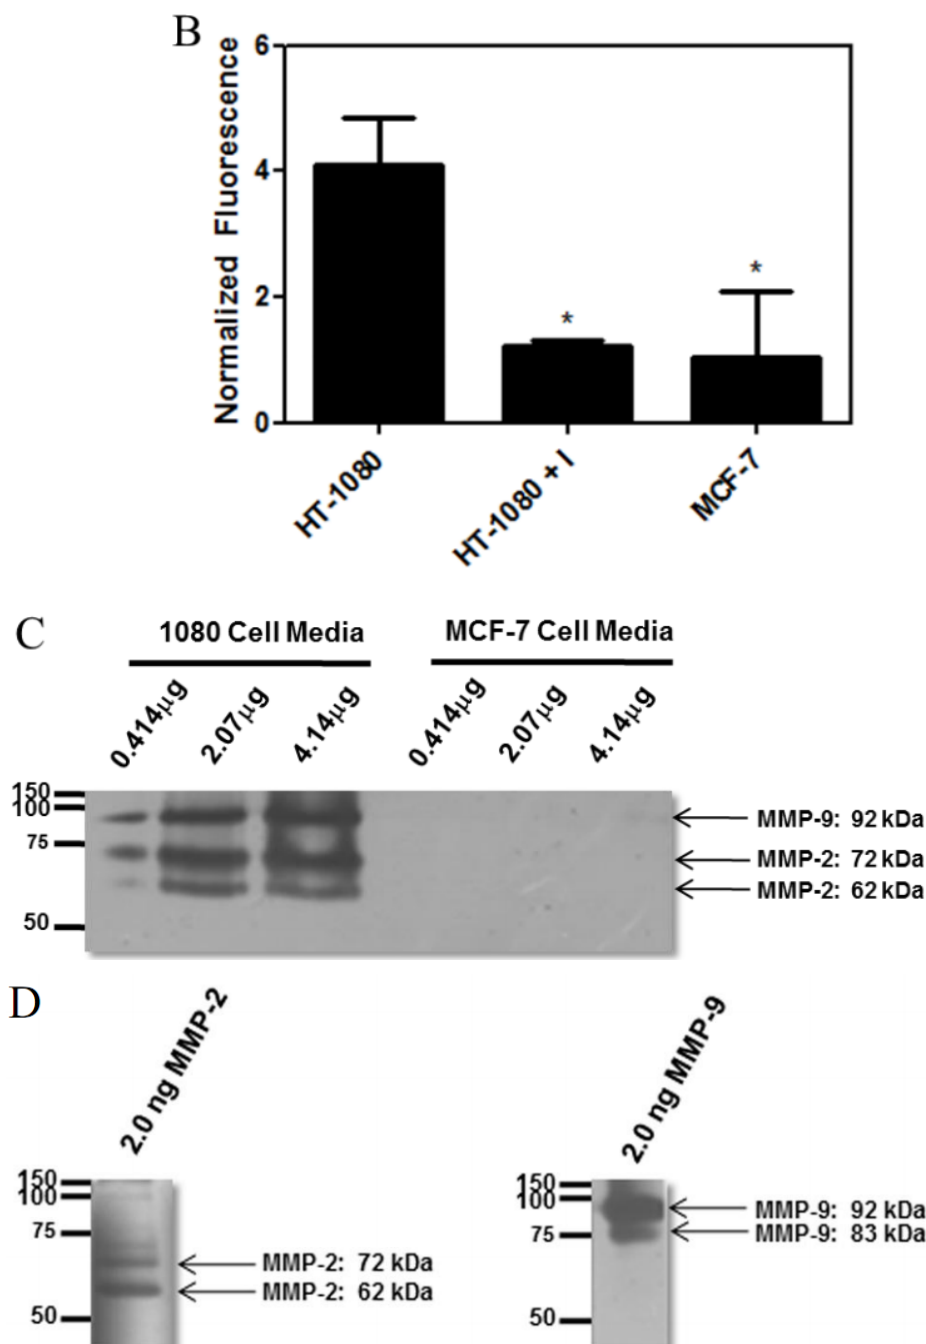 B
Normalized Fluorescence
6
4
2
0
*
*
HT-1080
HT-1080 + I
MCF-7
C
1080 Cell Media
MCF-7 Cell Media
0.414μg
2.07μg
4.14μg
0.414μg
2.07μg
4.14μg
150
100
75
50
MMP-9: 92 kDa
MMP-2: 72 kDa
MMP-2: 62 kDa
D
2.0 ng MMP-2
150
100
75
50
MMP-2: 72 kDa
MMP-2: 62 kDa
2.0 ng MMP-9
150
100
75
50
MMP-9: 92 kDa
MMP-9: 83 kDa